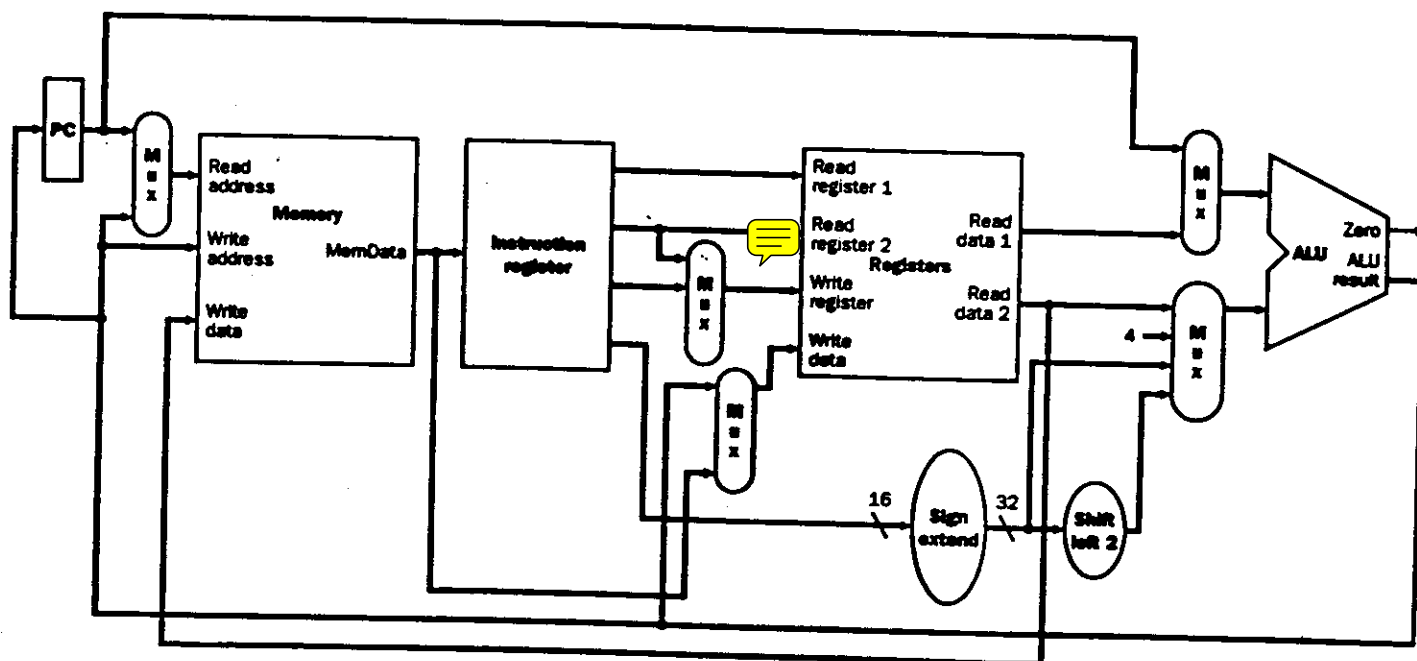 PC
M
u
x
Read
address
Memory
Write
address
MemData
Write
data
Instruction
register
M
u
x
M
u
x
Read
register 1
Read
register 2
Registers
Write
register
Write
data
Read
data 1
Read
data 2
M
u
x
4
M
u
x
Zero
ALU
ALU
result
16
Sign
extend
32
Shift
left 2